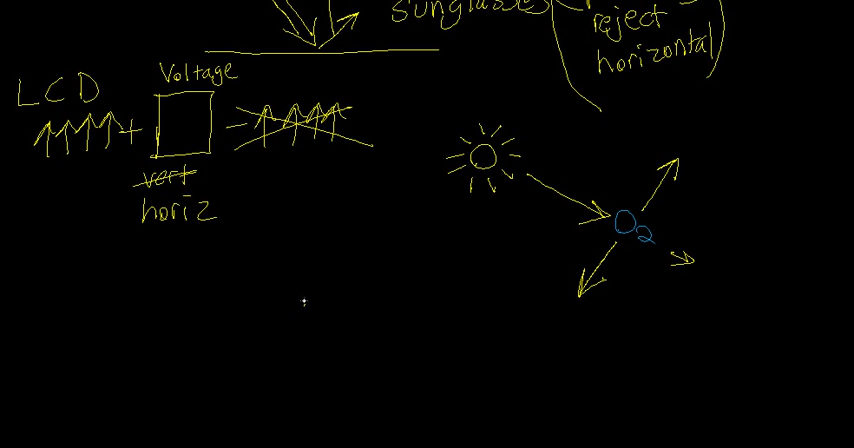 sunglasses
reject
horizontal
LCD
Voltage
+
vert
horiz
O2